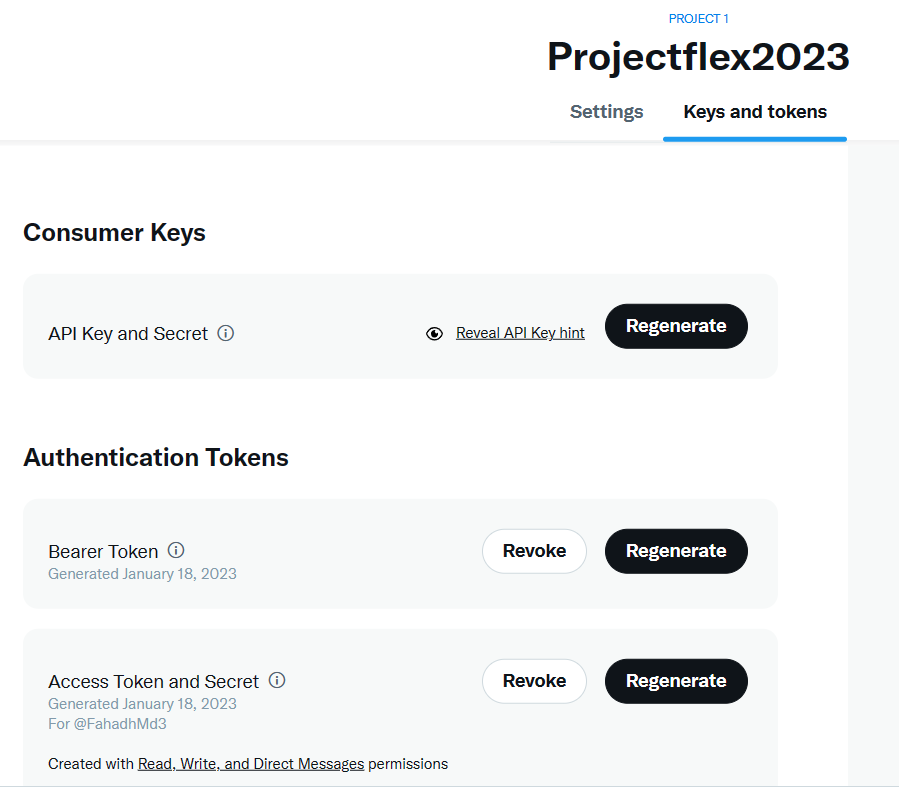 PROJECT 1
Projectflex2023
Settings Keys and tokens
Consumer Keys
API Key and Secret Reveal API Key hint Regenerate
Authentication Tokens
Bearer Token Revoke Regenerate
Generated January 18, 2023
Access Token and Secret Revoke Regenerate
Generated January 18, 2023
For @FahadhMd3
Created with Read, Write, and Direct Messages permissions